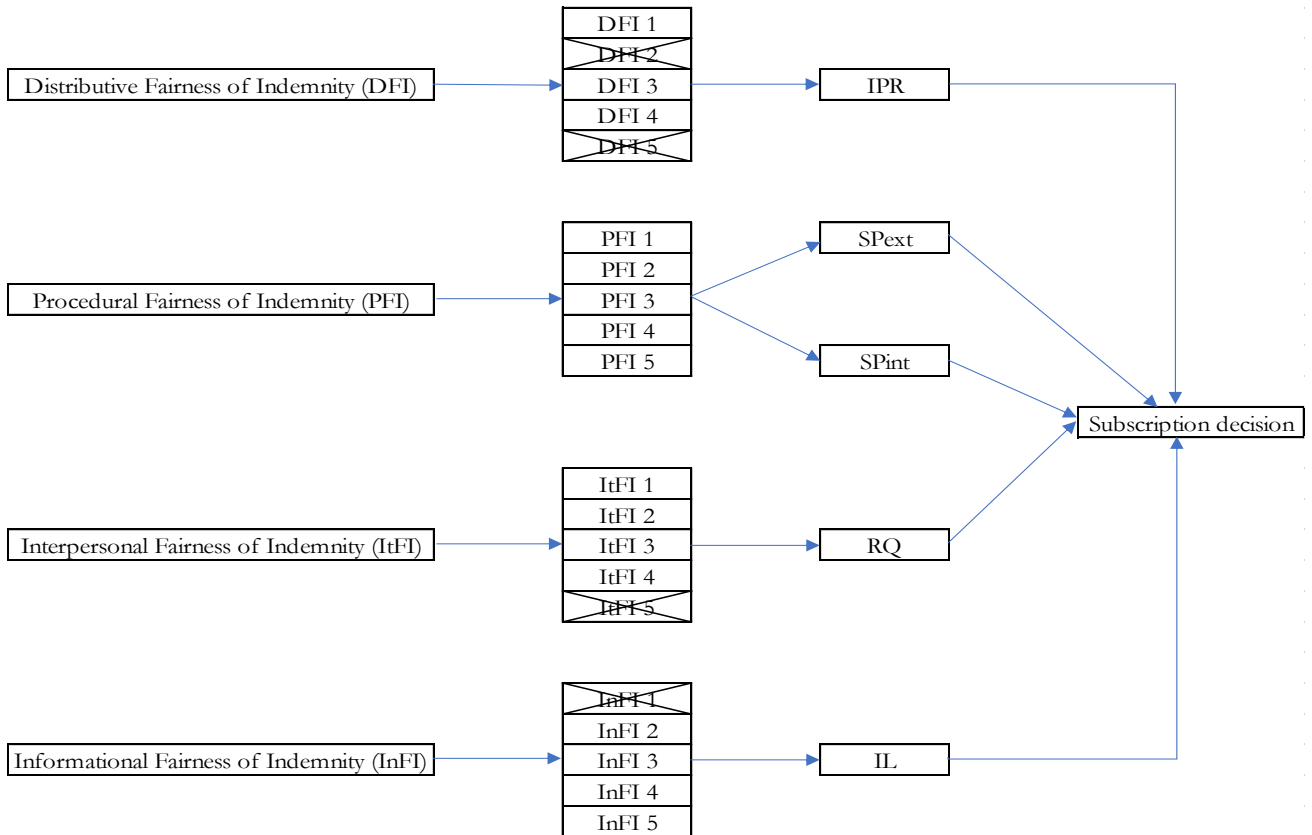 DFI 1
DFI 2
Distributive Fairness of Indemnity (DFI)
DFI 3
IPR
DFI 4
DFI 5
PFI 1
SPext
PFI 2
Procedural Fairness of Indemnity (PFI)
PFI 3
PFI 4
PFI 5
SPint
Subscription decision
ItFI 1
ItFI 2
Interpersonal Fairness of Indemnity (ItFI)
ItFI 3
RQ
ItFI 4
ItFI 5
InFI 1
InFI 2
Informational Fairness of Indemnity (InFI)
InFI 3
IL
InFI 4
InFI 5